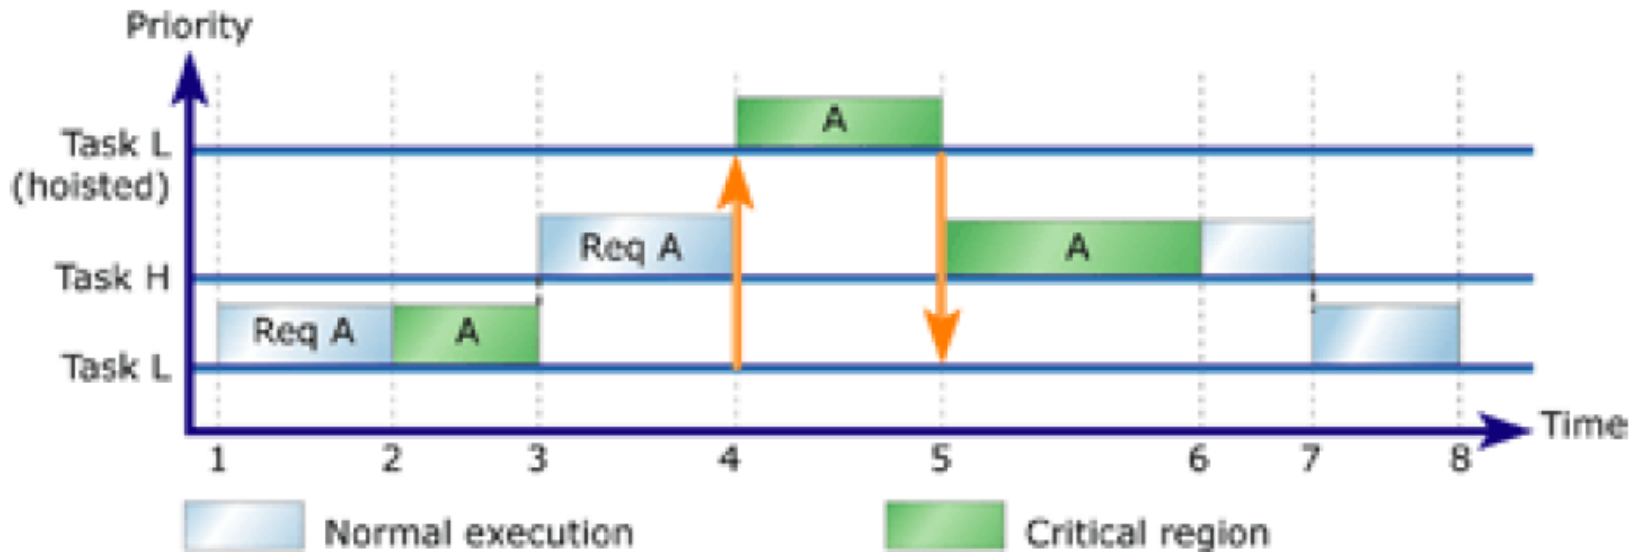 Priority
Task L
(hoisted)
A
Task H
Req A
A
Task L
Req A
A
Time
1 2 3 4 5 6 7 8
Normal execution
Critical region